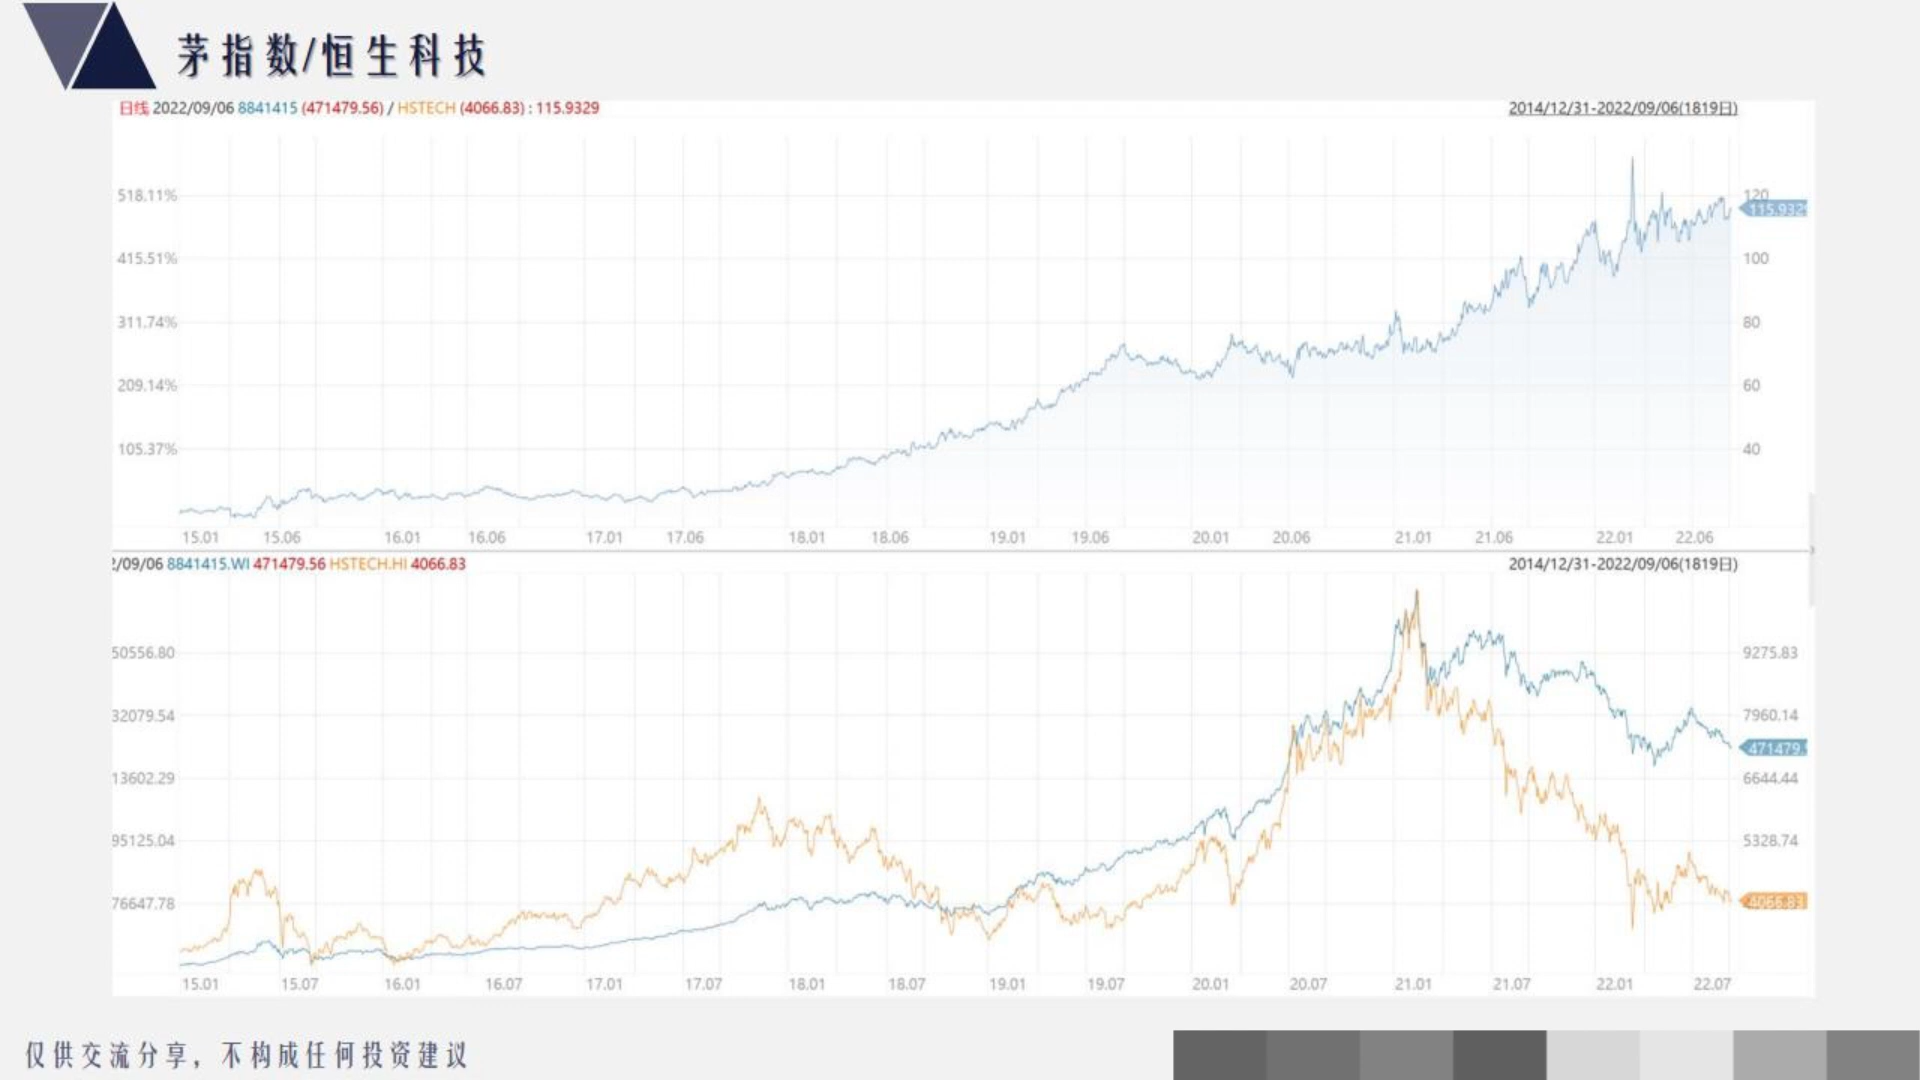 茅指数/恒生科技
日线 2022/09/06 8841415 (471479.56) / HSTECH (4066.83) : 115.9329
2014/12/31-2022/09/06(1819日)
518.11%
415.51%
311.74%
209.14%
105.37%
120
115.932
100
80
60
40
15.01 15.06 16.01 16.06 17.01 17.06 18.01 18.06 19.01 19.06 20.01 20.06 21.01 21.06 22.01 22.06
2/09/06 8841415.WI 471479.56 HSTECH.HI 4066.83
2014/12/31-2022/09/06(1819日)
50556.80
32079.54
13602.29
95125.04
76647.78
9275.83
7960.14
471479.
6644.44
5328.74
4066.83
15.01 15.07 16.01 16.07 17.01 17.07 18.01 18.07 19.01 19.07 20.01 20.07 21.01 21.07 22.01 22.07
仅供交流分享，不构成任何投资建议